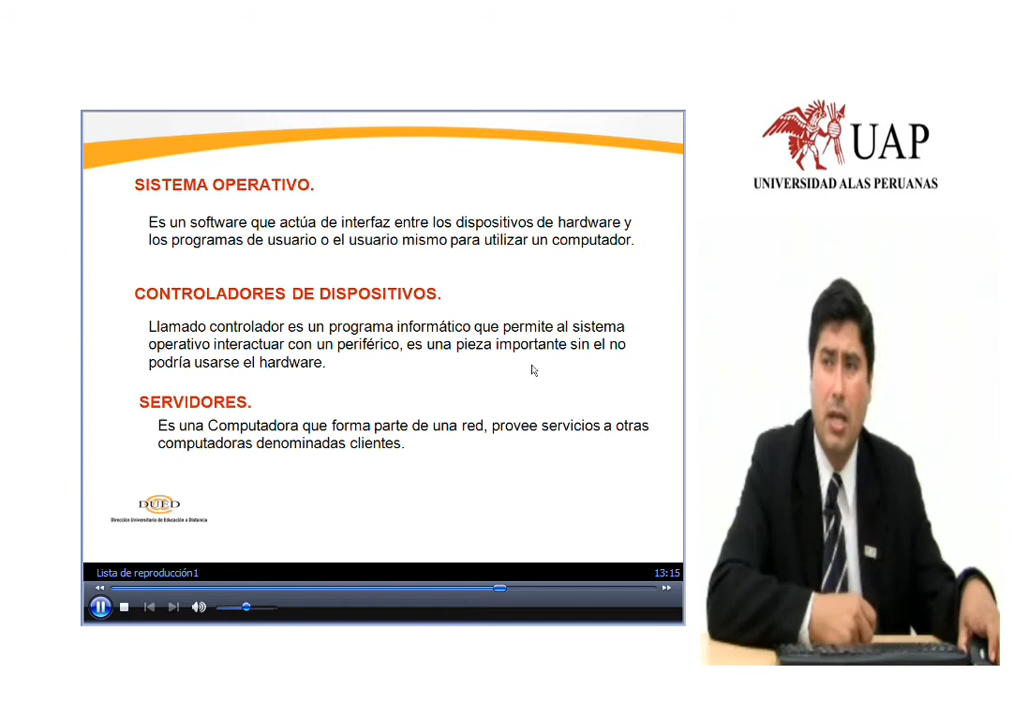 SISTEMA OPERATIVO.
Es un software que actúa de interfaz entre los dispositivos de hardware y
los programas de usuario o el usuario mismo para utilizar un computador.
CONTROLADORES DE DISPOSITIVOS.
Llamado controlador es un programa informático que permite al sistema
operativo interactuar con un periférico, es una pieza importante sin el no
podría usarse el hardware.
SERVIDORES.
Es una Computadora que forma parte de una red, provee servicios a otras
computadoras denominadas clientes.
DUED
Dirección Universitaria de Educación a Distancia
Lista de reproducción1
13:15
UAP
UNIVERSIDAD ALAS PERUANAS